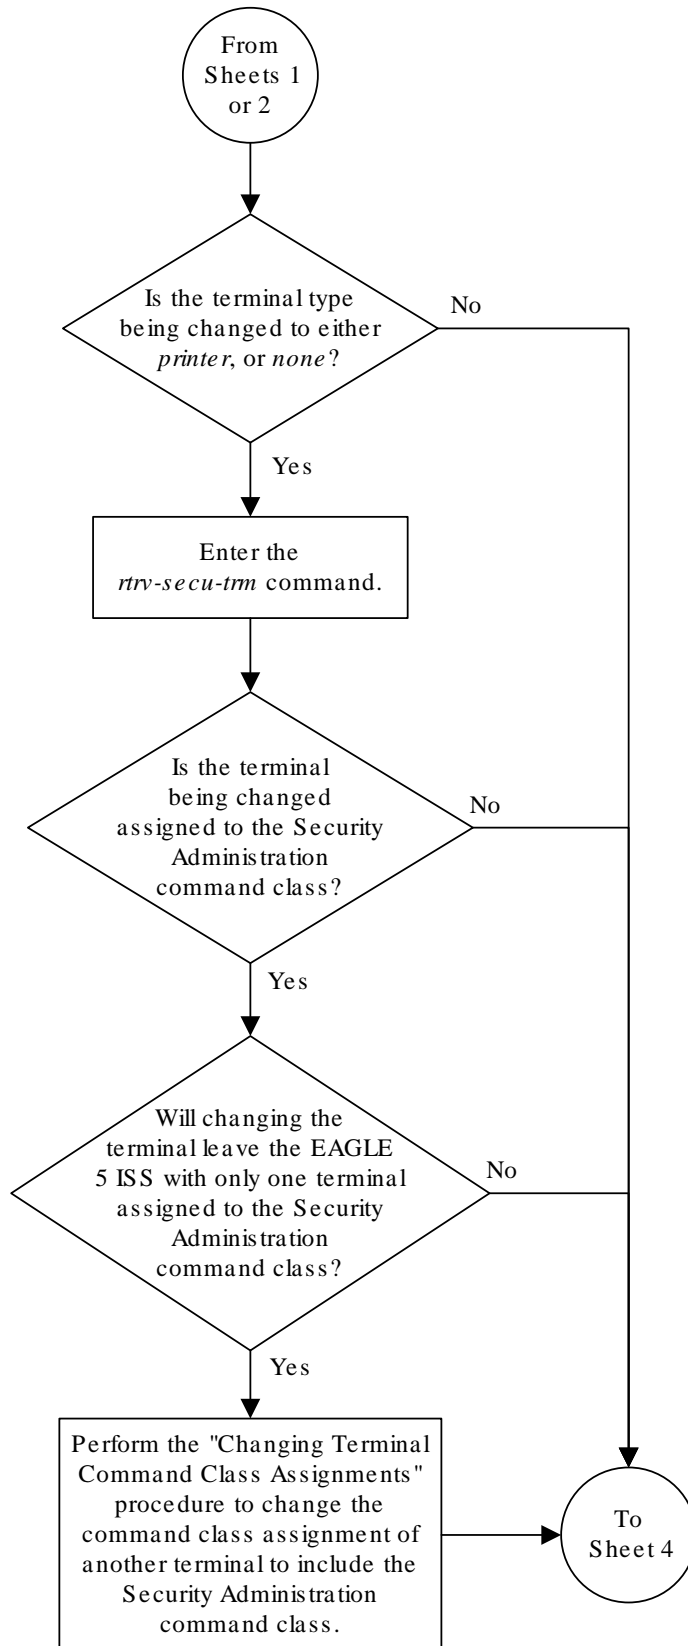 From
Sheets 1
or 2
Is the terminal type
being changed to either
printer, or none?
No
Yes
Enter the
rtrv-secu-trm command.
Is the terminal
being changed
assigned to the Security
Administration
command class?
No
Yes
Will changing the
terminal leave the EAGLE
5 ISS with only one terminal
assigned to the Security
Administration
command class?
No
Yes
Perform the "Changing Terminal
Command Class Assignments"
procedure to change the
command class assignment of
another terminal to include the
Security Administration
command class.
To
Sheet 4